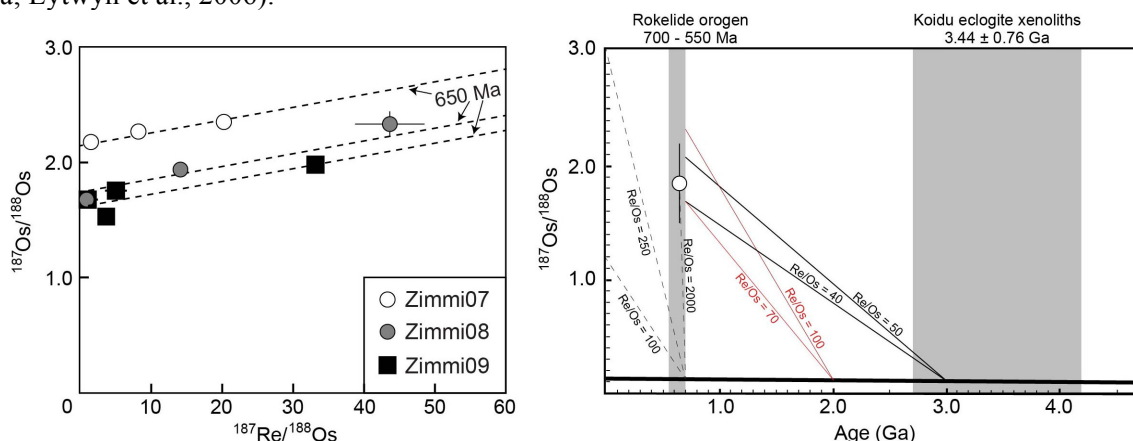 a, Eytwyn et al., 2006).
3.0
2.0
1.0
0
187Os/188Os
650 Ma
Zimmi07
Zimmi08
Zimmi09
0 10 20 30 40 50 60
187Re/188Os
Rokelide orogen
700 - 550 Ma
Koidu eclogite xenoliths
3.44 ± 0.76 Ga
3.0
2.0
1.0
187Os/188Os
Re/Os = 250
Re/Os = 100
Re/Os = 2000
Re/Os = 70
Re/Os = 100
Re/Os = 40
Re/Os = 50
1.0 2.0 3.0 4.0
Age (Ga)